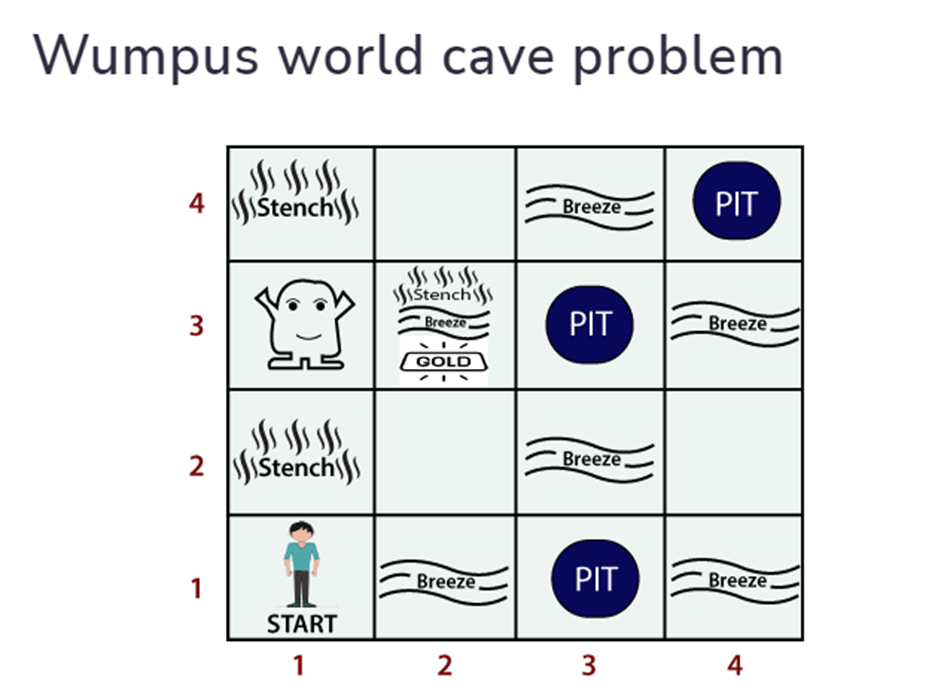 Wumpus world cave problem
4 Stench Breeze PIT
3 Stench Breeze GOLD PIT Breeze
2 Stench Breeze
1 START Breeze PIT Breeze
1 2 3 4